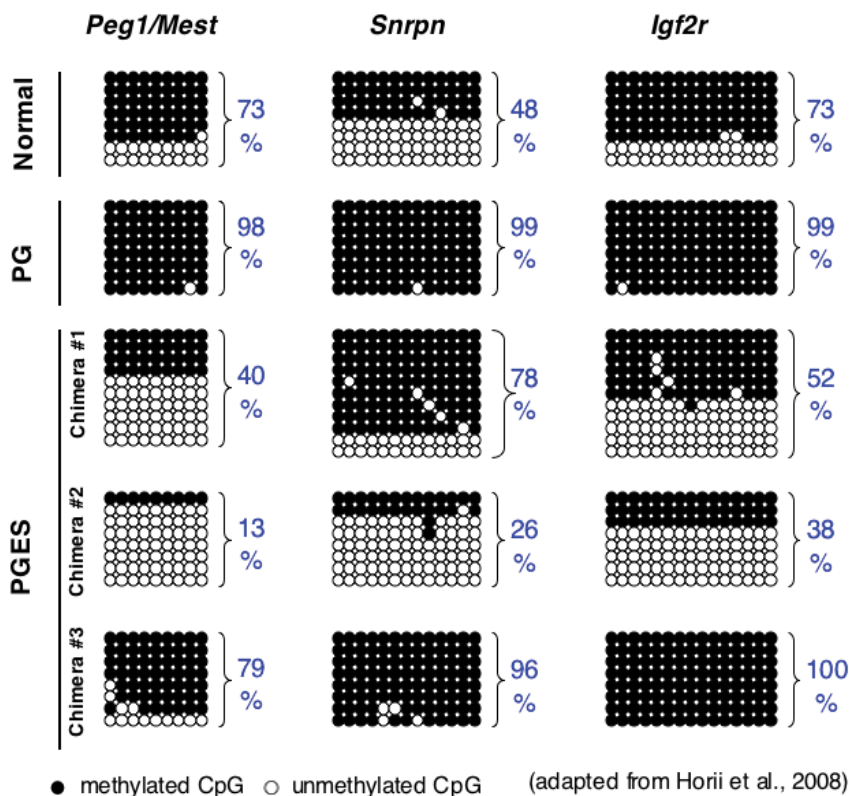 Peg1/Mest Snrpn Igf2r
Normal
73 % 48 % 73 %
PG
98 % 99 % 99 %
PGES
Chimera #1
40 % 78 % 52 %
Chimera #2
13 % 26 % 38 %
Chimera #3
79 % 96 % 100 %
methylated CpG unmethylated CpG (adapted from Horii et al., 2008)